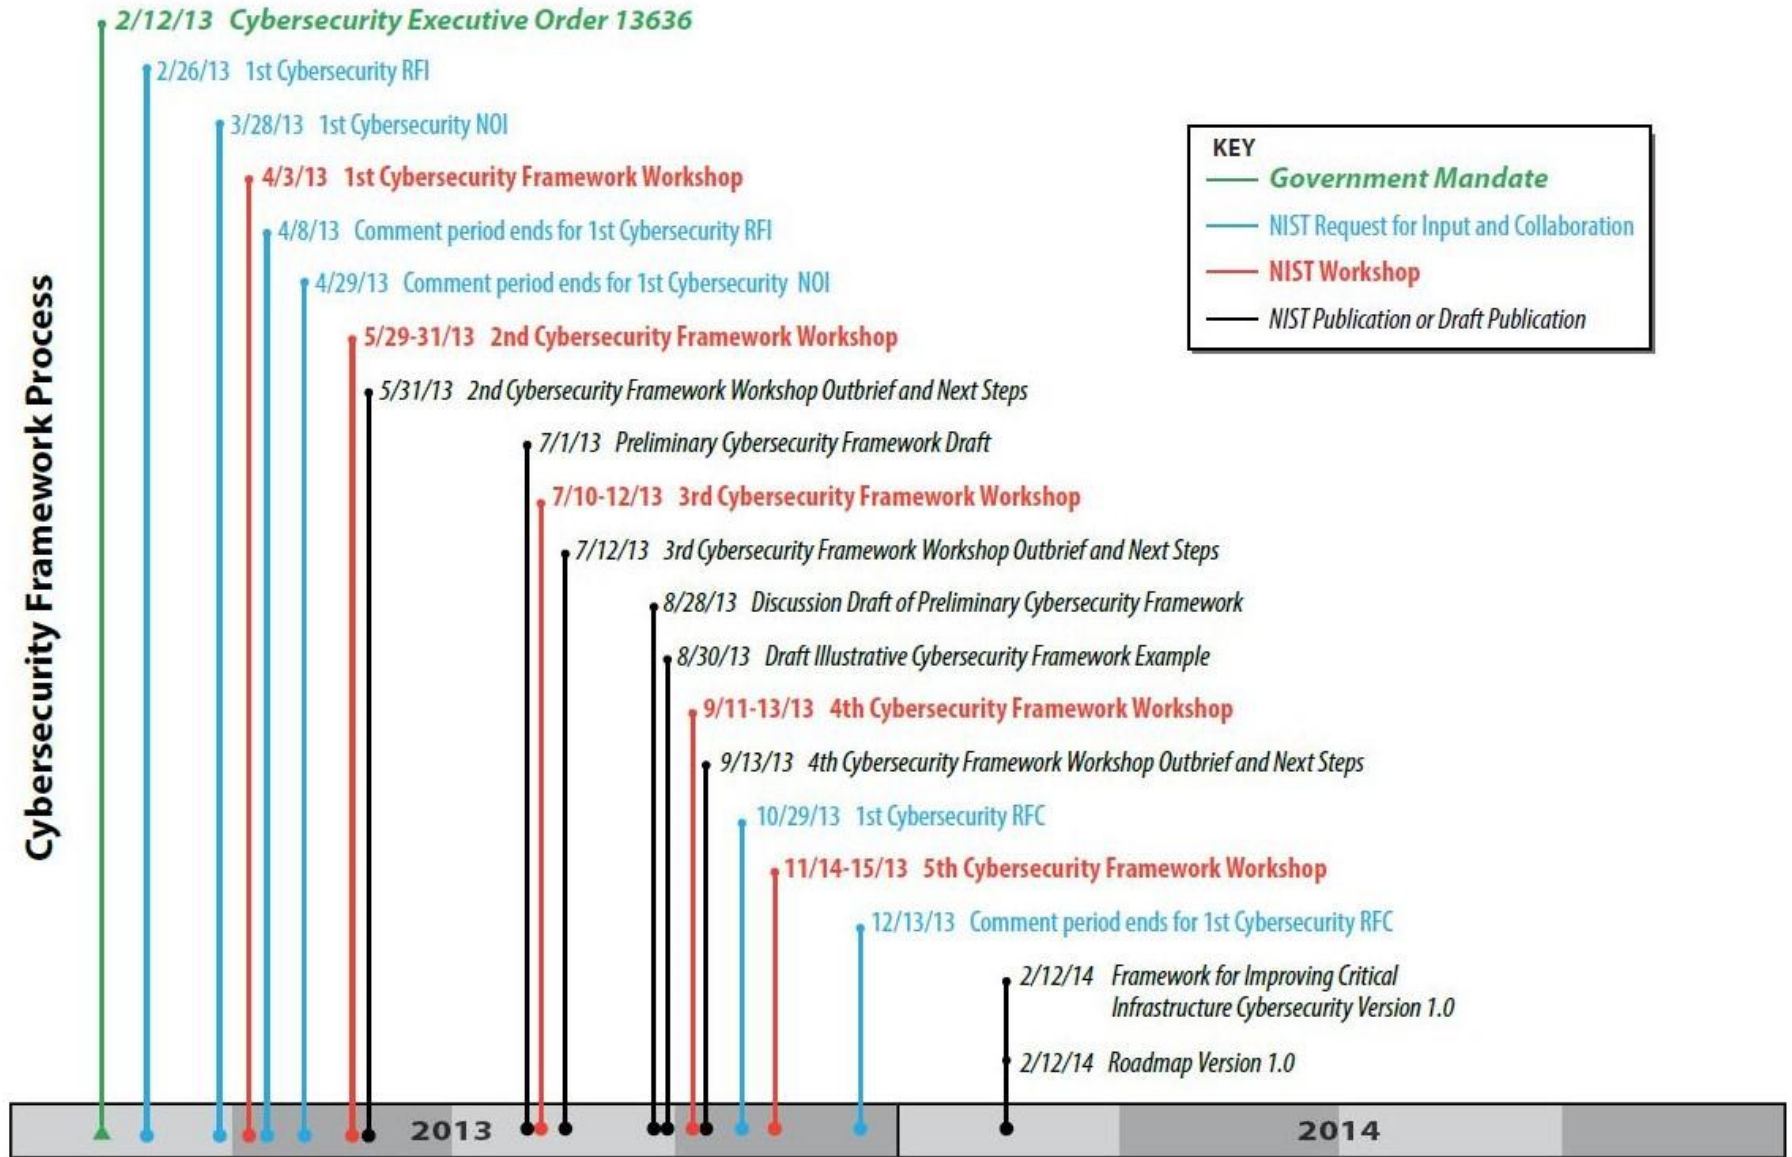 2/12/13 Cybersecurity Executive Order 13636
2/26/13 1st Cybersecurity RFI
3/28/13 1st Cybersecurity NOI
4/3/13 1st Cybersecurity Framework Workshop
4/8/13 Comment period ends for 1st Cybersecurity RFI
4/29/13 Comment period ends for 1st Cybersecurity NOI
5/29-31/13 2nd Cybersecurity Framework Workshop
5/31/13 2nd Cybersecurity Framework Workshop Outbrief and Next Steps
7/1/13 Preliminary Cybersecurity Framework Draft
7/10-12/13 3rd Cybersecurity Framework Workshop
7/12/13 3rd Cybersecurity Framework Workshop Outbrief and Next Steps
8/28/13 Discussion Draft of Preliminary Cybersecurity Framework
8/30/13 Draft Illustrative Cybersecurity Framework Example
9/11-13/13 4th Cybersecurity Framework Workshop
9/13/13 4th Cybersecurity Framework Workshop Outbrief and Next Steps
10/29/13 1st Cybersecurity RFC
11/14-15/13 5th Cybersecurity Framework Workshop
12/13/13 Comment period ends for 1st Cybersecurity RFC
2/12/14 Framework for Improving Critical
Infrastructure Cybersecurity Version 1.0
2/12/14 Roadmap Version 1.0
KEY
Government Mandate
NIST Request for Input and Collaboration
NIST Workshop
NIST Publication or Draft Publication
Cybersecurity Framework Process
2013
2014